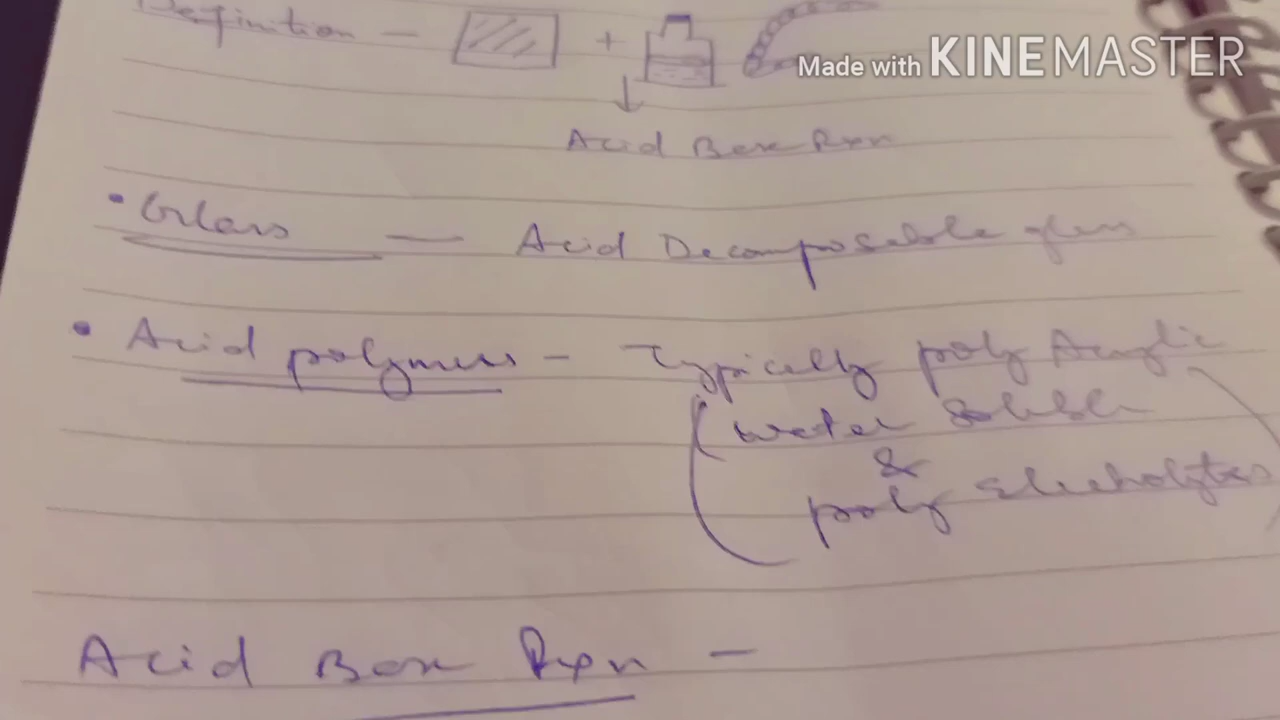 Definition — +
Made with KINEMASTER
Acid Base Rxn
• Glass — Acid Decomposable glass
• Acid polymers – Typically poly Acrylic
(water soluble
&
poly electrolytes)
Acid Base Rxn –